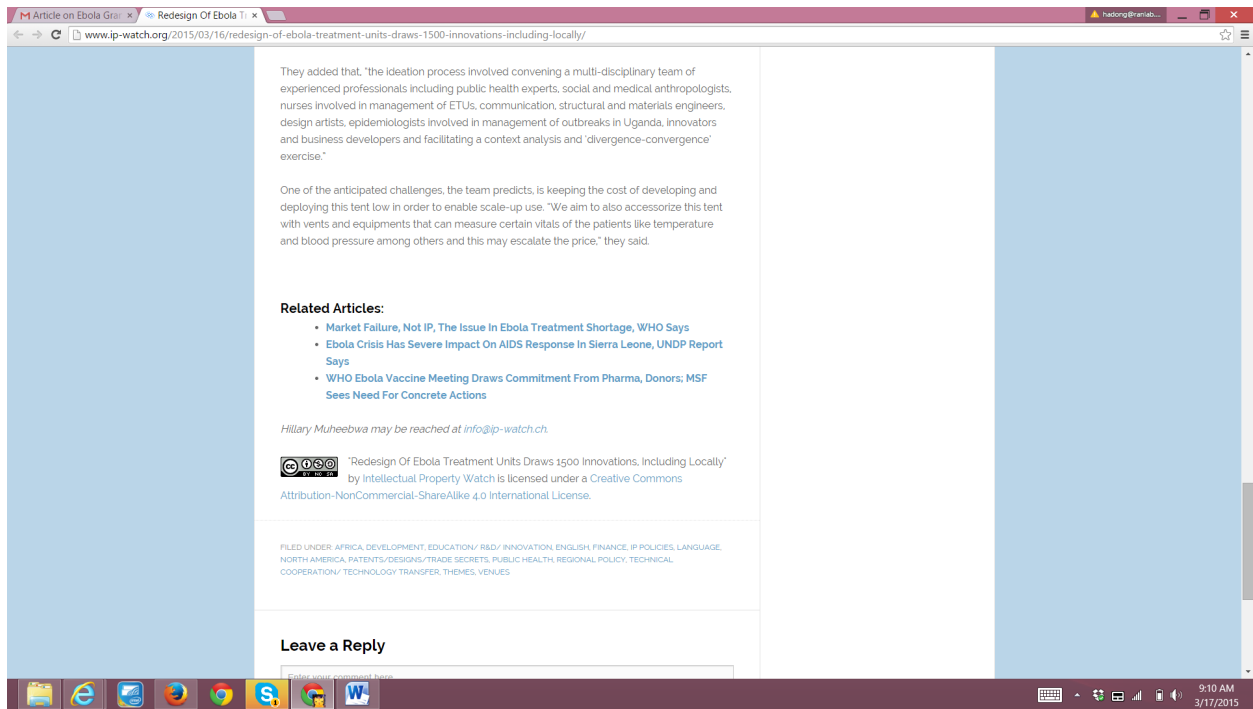 M Article on Ebola Gran
Redesign Of Ebola Tr
hadong@ranlab...
www.ip-watch.org/2015/03/16/redesign-of-ebola-treatment-units-draws-1500-innovations-including-locally/
They added that, "the ideation process involved convening a multi-disciplinary team of
experienced professionals including public health experts, social and medical anthropologists,
nurses involved in management of ETUs, communication, structural and materials engineers,
design artists, epidemiologists involved in management of outbreaks in Uganda, innovators
and business developers and facilitating a context analysis and 'divergence-convergence'
exercise."
One of the anticipated challenges, the team predicts, is keeping the cost of developing and
deploying this tent low in order to enable scale-up use. "We aim to also accessorize this tent
with vents and equipments that can measure certain vitals of the patients like temperature
and blood pressure among others and this may escalate the price," they said.
Related Articles:
• Market Failure, Not IP, The Issue In Ebola Treatment Shortage, WHO Says
• Ebola Crisis Has Severe Impact On AIDS Response In Sierra Leone, UNDP Report
Says
• WHO Ebola Vaccine Meeting Draws Commitment From Pharma, Donors; MSF
Sees Need For Concrete Actions
Hillary Muheebwa may be reached at info@ip-watch.ch.
cc BY NC SA
"Redesign Of Ebola Treatment Units Draws 1500 Innovations, Including Locally"
by Intellectual Property Watch is licensed under a Creative Commons
Attribution-NonCommercial-ShareAlike 4.0 International License.
FILED UNDER: AFRICA, DEVELOPMENT, EDUCATION/ R&D/ INNOVATION, ENGLISH, FINANCE, IP POLICIES, LANGUAGE,
NORTH AMERICA, PATENTS/DESIGNS/TRADE SECRETS, PUBLIC HEALTH, REGIONAL POLICY, TECHNICAL
COOPERATION/ TECHNOLOGY TRANSFER, THEMES, VENUES
Leave a Reply
Enter your comment here
9:10 AM
3/17/2015